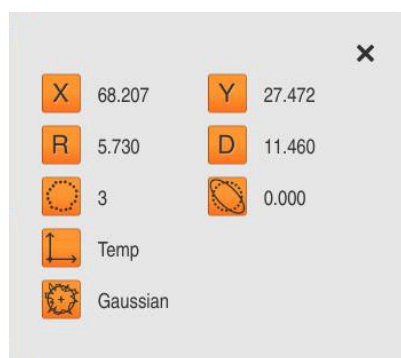 X 68.207 Y 27.472
R 5.730 D 11.460
3 0.000
Temp
Gaussian